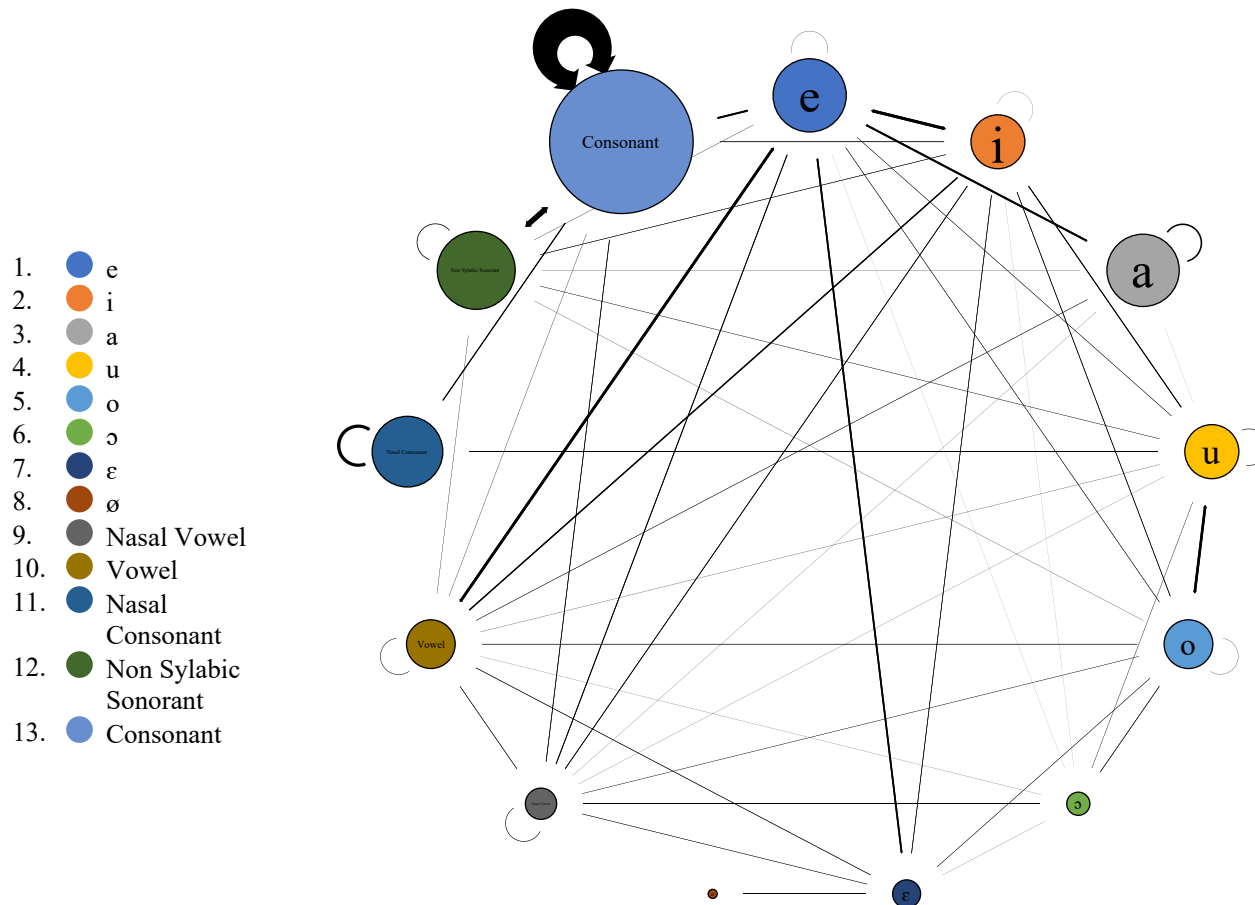 e
i
Consonant
a
Non Sylabic Sonorant
Nasal Consonant
u
Vowel
o
ɔ
ε
1. e
2. i
3. a
4. u
5. o
6. ɔ
7. ε
8. ø
9. Nasal Vowel
10. Vowel
11. Nasal
Consonant
12. Non Sylabic
Sonorant
13. Consonant